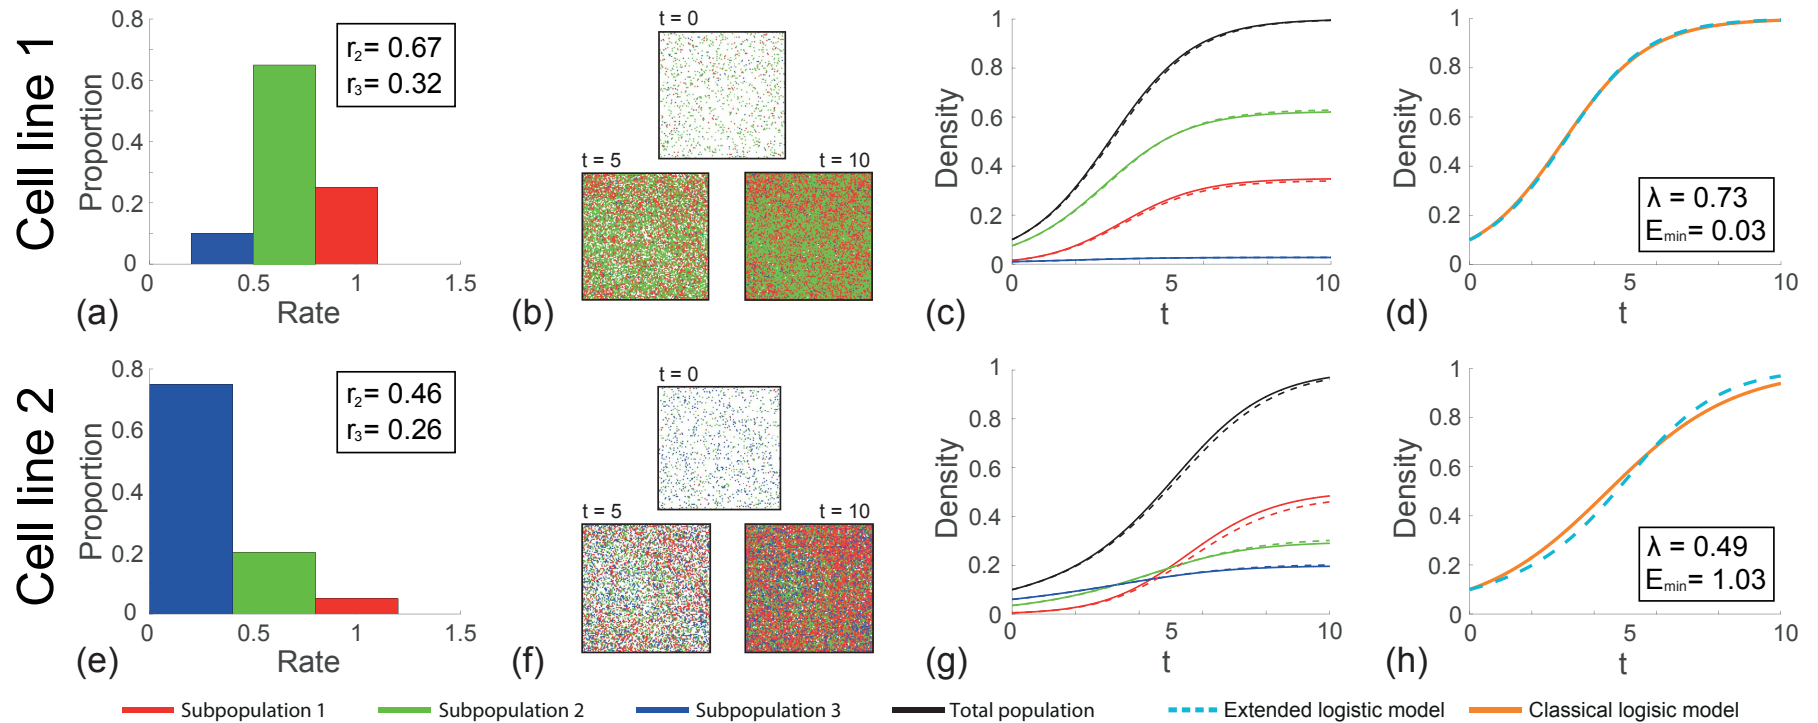 Cell line 1
0.8
0.6
0.4
0.2
0
Proportion
r2= 0.67
r3= 0.32
0 0.5 1 1.5
Rate
(a)
t = 0
t = 5
t = 10
(b)
1
0.8
0.6
0.4
0.2
0
Density
0 5 10
t
(c)
1
0.8
0.6
0.4
0.2
0
Density
λ = 0.73
Emin= 0.03
0 5 10
t
(d)
Cell line 2
0.8
0.6
0.4
0.2
0
Proportion
r2= 0.46
r3= 0.26
0 0.5 1 1.5
Rate
(e)
t = 0
t = 5
t = 10
(f)
1
0.8
0.6
0.4
0.2
0
Density
0 5 10
t
(g)
1
0.8
0.6
0.4
0.2
0
Density
λ = 0.49
Emin= 1.03
0 5 10
t
(h)
Subpopulation 1 Subpopulation 2 Subpopulation 3 Total population Extended logistic model Classical logisic model